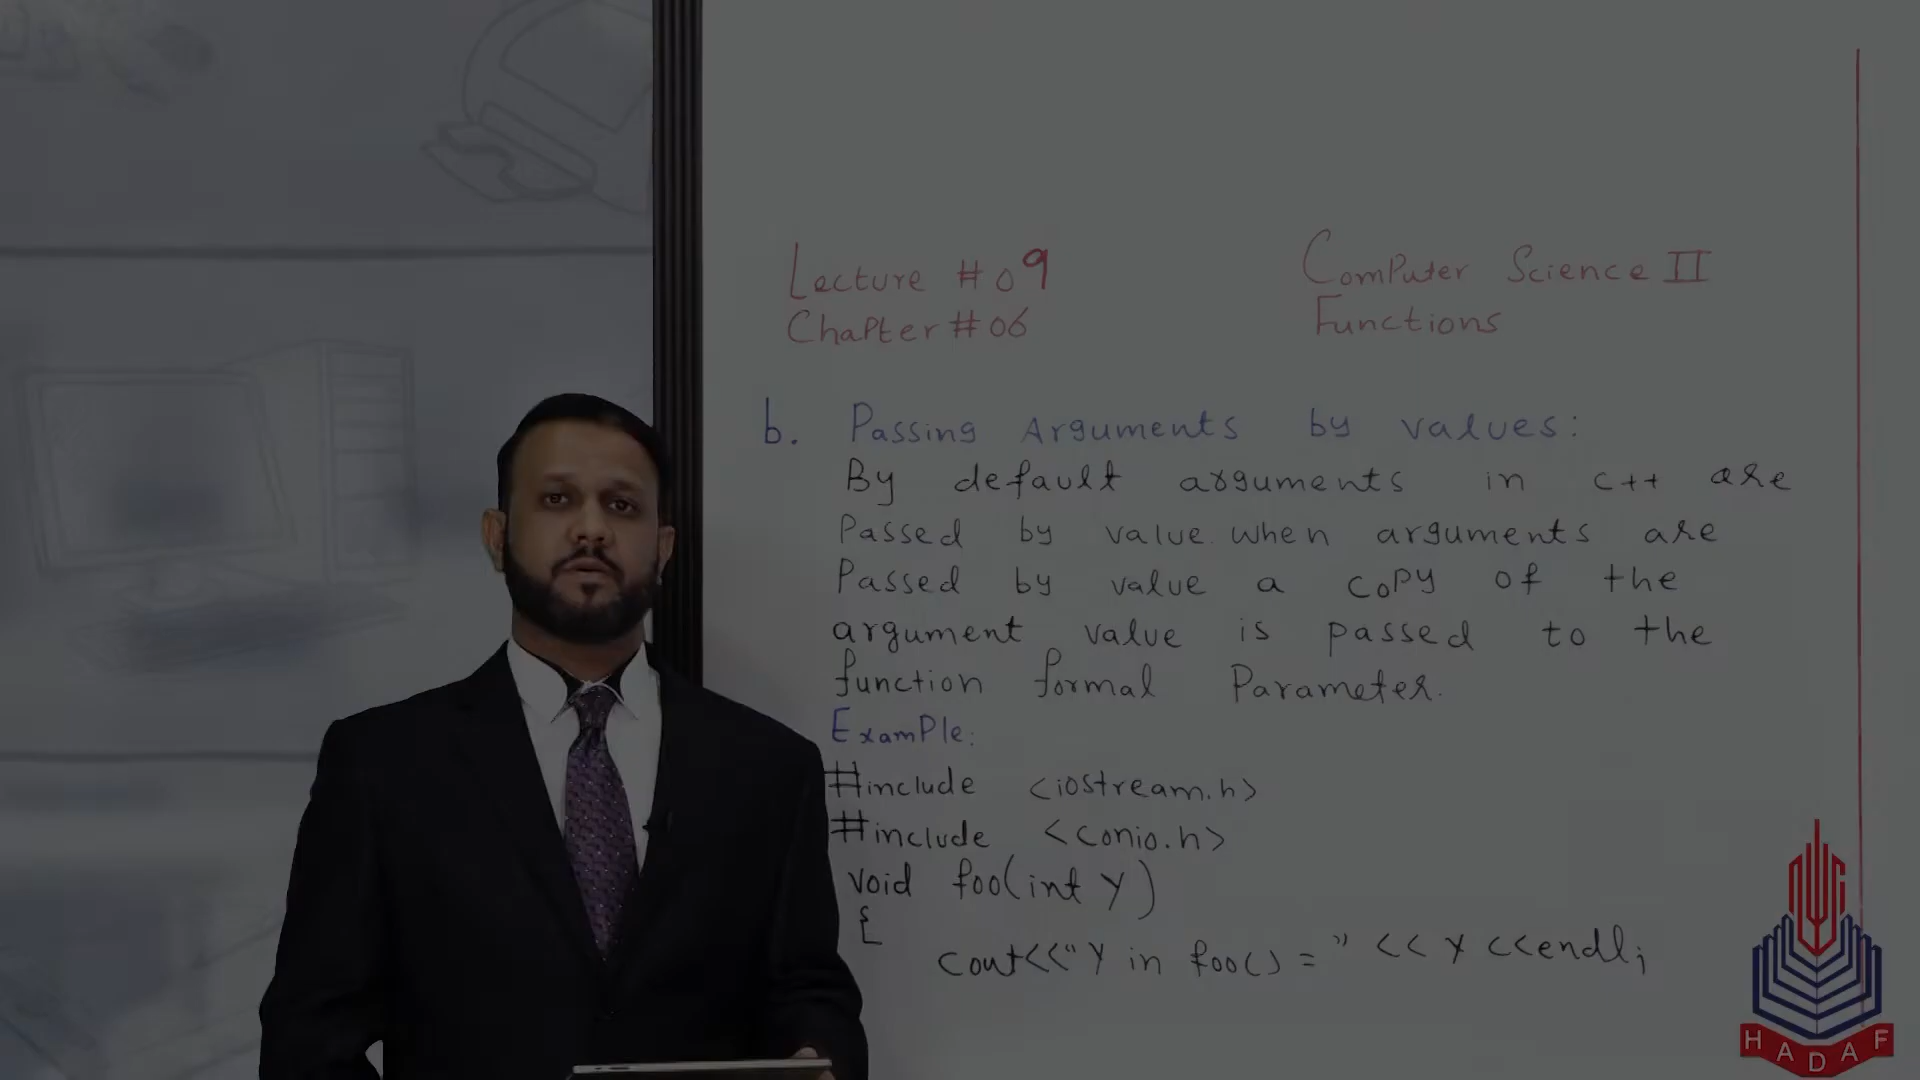 Lecture #09
Computer Science II
Chapter #06
Functions
b. Passing Arguments by values:
By default arguments in c++ are
Passed by value. when arguments are
Passed by value a copy of the
argument value is passed to the
function formal Parameter.
Example:
#include <iostream.h>
#include <conio.h>
void foo(int y)
{
cout<<"y in foo() = " << y <<endl;
HADAF